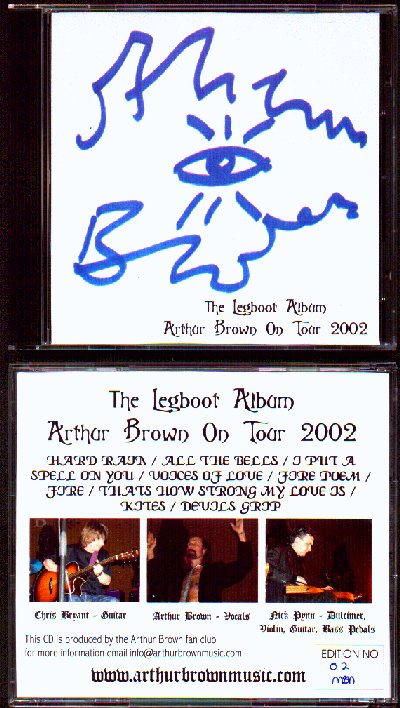 Arthur
Brown
The Legboot Album
Arthur Brown On Tour 2002
The Legboot Album
Arthur Brown On Tour 2002
HARD RAIN / ALL THE BELLS / I PUT A
SPELL ON YOU / VOICES OF LOVE / FIRE POEM /
FIRE / THATS HOW STRONG MY LOVE IS /
KITES / DEVILS GRIP
Chris Bryant - Guitar
Arthur Brown - Vocals
Nick Pynn - Dulcimer,
Violin, Guitar, Bass Pedals
This CD is produced by the Arthur Brown fan club
for more information email info@arthurbrownmusic.com
www.arthurbrownmusic.com
EDITION NO
02